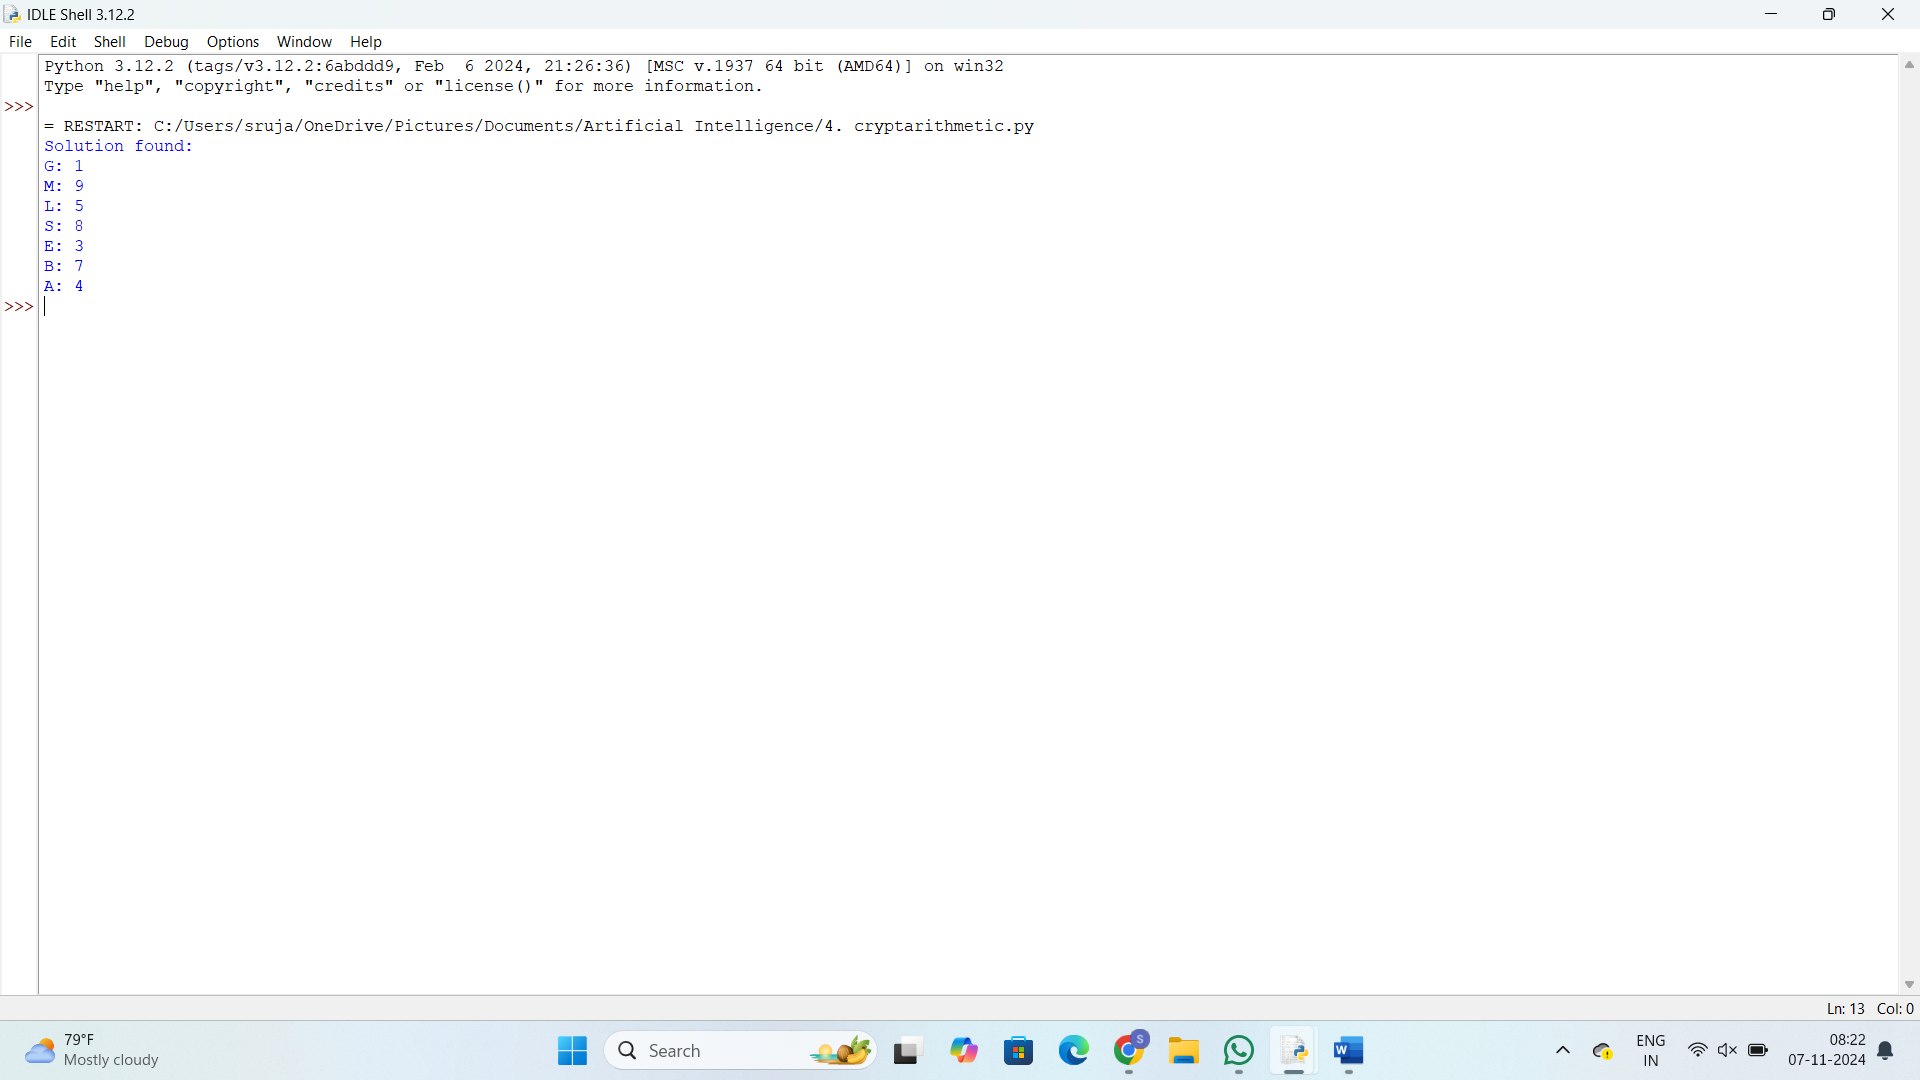 IDLE Shell 3.12.2
File Edit Shell Debug Options Window Help
Python 3.12.2 (tags/v3.12.2:6abddd9, Feb  6 2024, 21:26:36) [MSC v.1937 64 bit (AMD64)] on win32
Type "help", "copyright", "credits" or "license()" for more information.
>>>
= RESTART: C:/Users/sruja/OneDrive/Pictures/Documents/Artificial Intelligence/4. cryptarithmetic.py
Solution found:
G: 1
M: 9
L: 5
S: 8
E: 3
B: 7
A: 4
>>>
Ln: 13 Col: 0
79°F
Mostly cloudy
Search
S
W
ENG
IN
08:22
07-11-2024